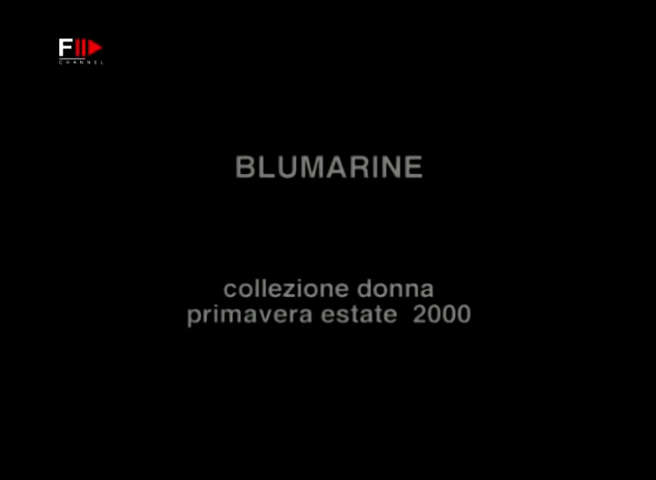 F
CHANNEL
BLUMARINE
collezione donna
primavera estate 2000